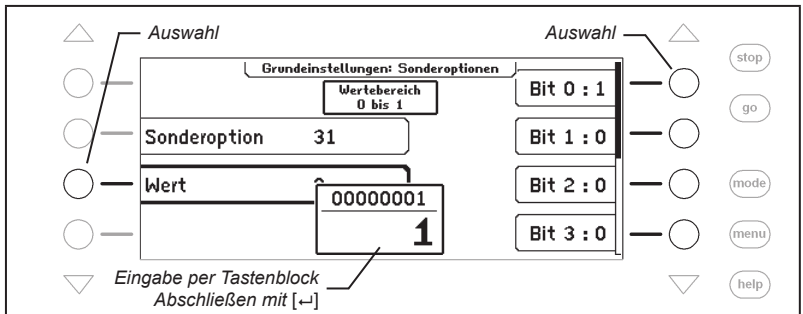 Auswahl
Auswahl
stop
Grundeinstellungen: Sonderoptionen
Wertebereich
0 bis 1
Bit 0 : 1
go
Sonderoption 31
Bit 1 : 0
Wert
Bit 2 : 0
mode
00000001
1
Bit 3 : 0
menu
Eingabe per Tastenblock
Abschließen mit [↵]
help